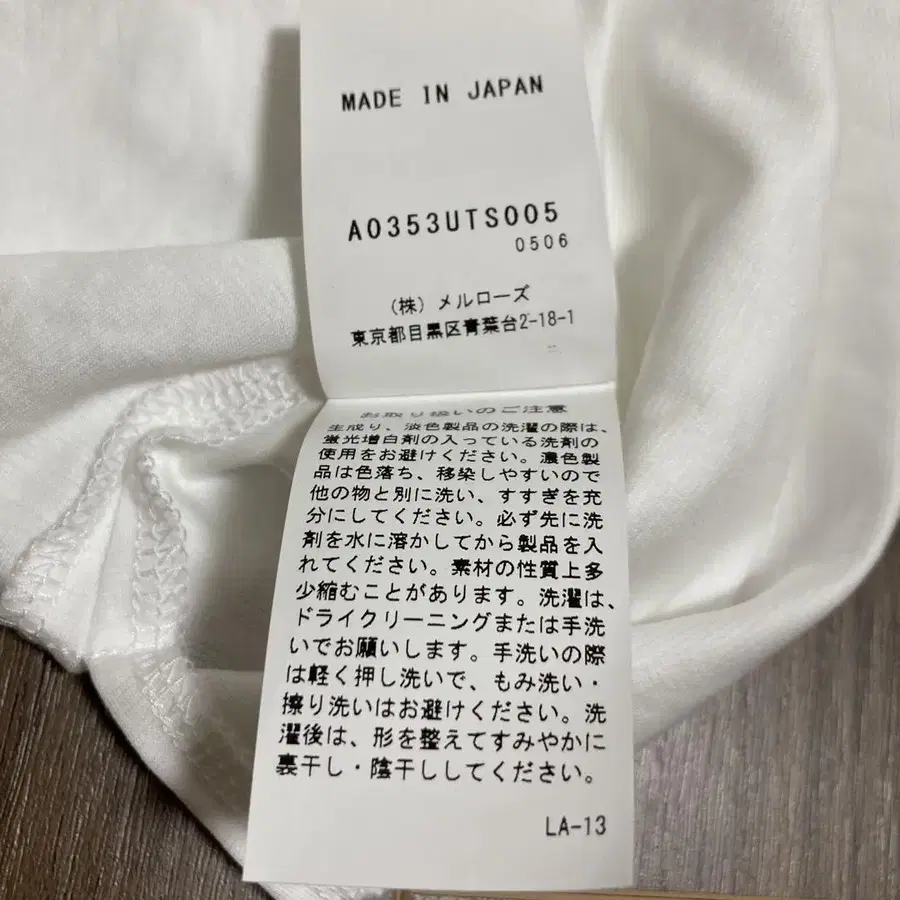 MADE IN JAPAN
A0353UTS005
0506
（株）メルローズ
東京都目黒区青葉台2-18-1
お取り扱いのご注意
生成り、淡色製品の洗濯の際は、
蛍光増白剤の入っている洗剤の
使用をお避けください。濃色製
品は色落ち、移染しやすいので
他の物と別に洗い、すすぎを充
分にしてください。必ず先に洗
剤を水に溶かしてから製品を入
れてください。素材の性質上多
少縮むことがあります。洗濯は、
ドライクリーニングまたは手洗
いでお願いします。手洗いの際
は軽く押し洗いで、もみ洗い・
擦り洗いはお避けください。洗
濯後は、形を整えてすみやかに
裏干し・陰干ししてください。
LA-13